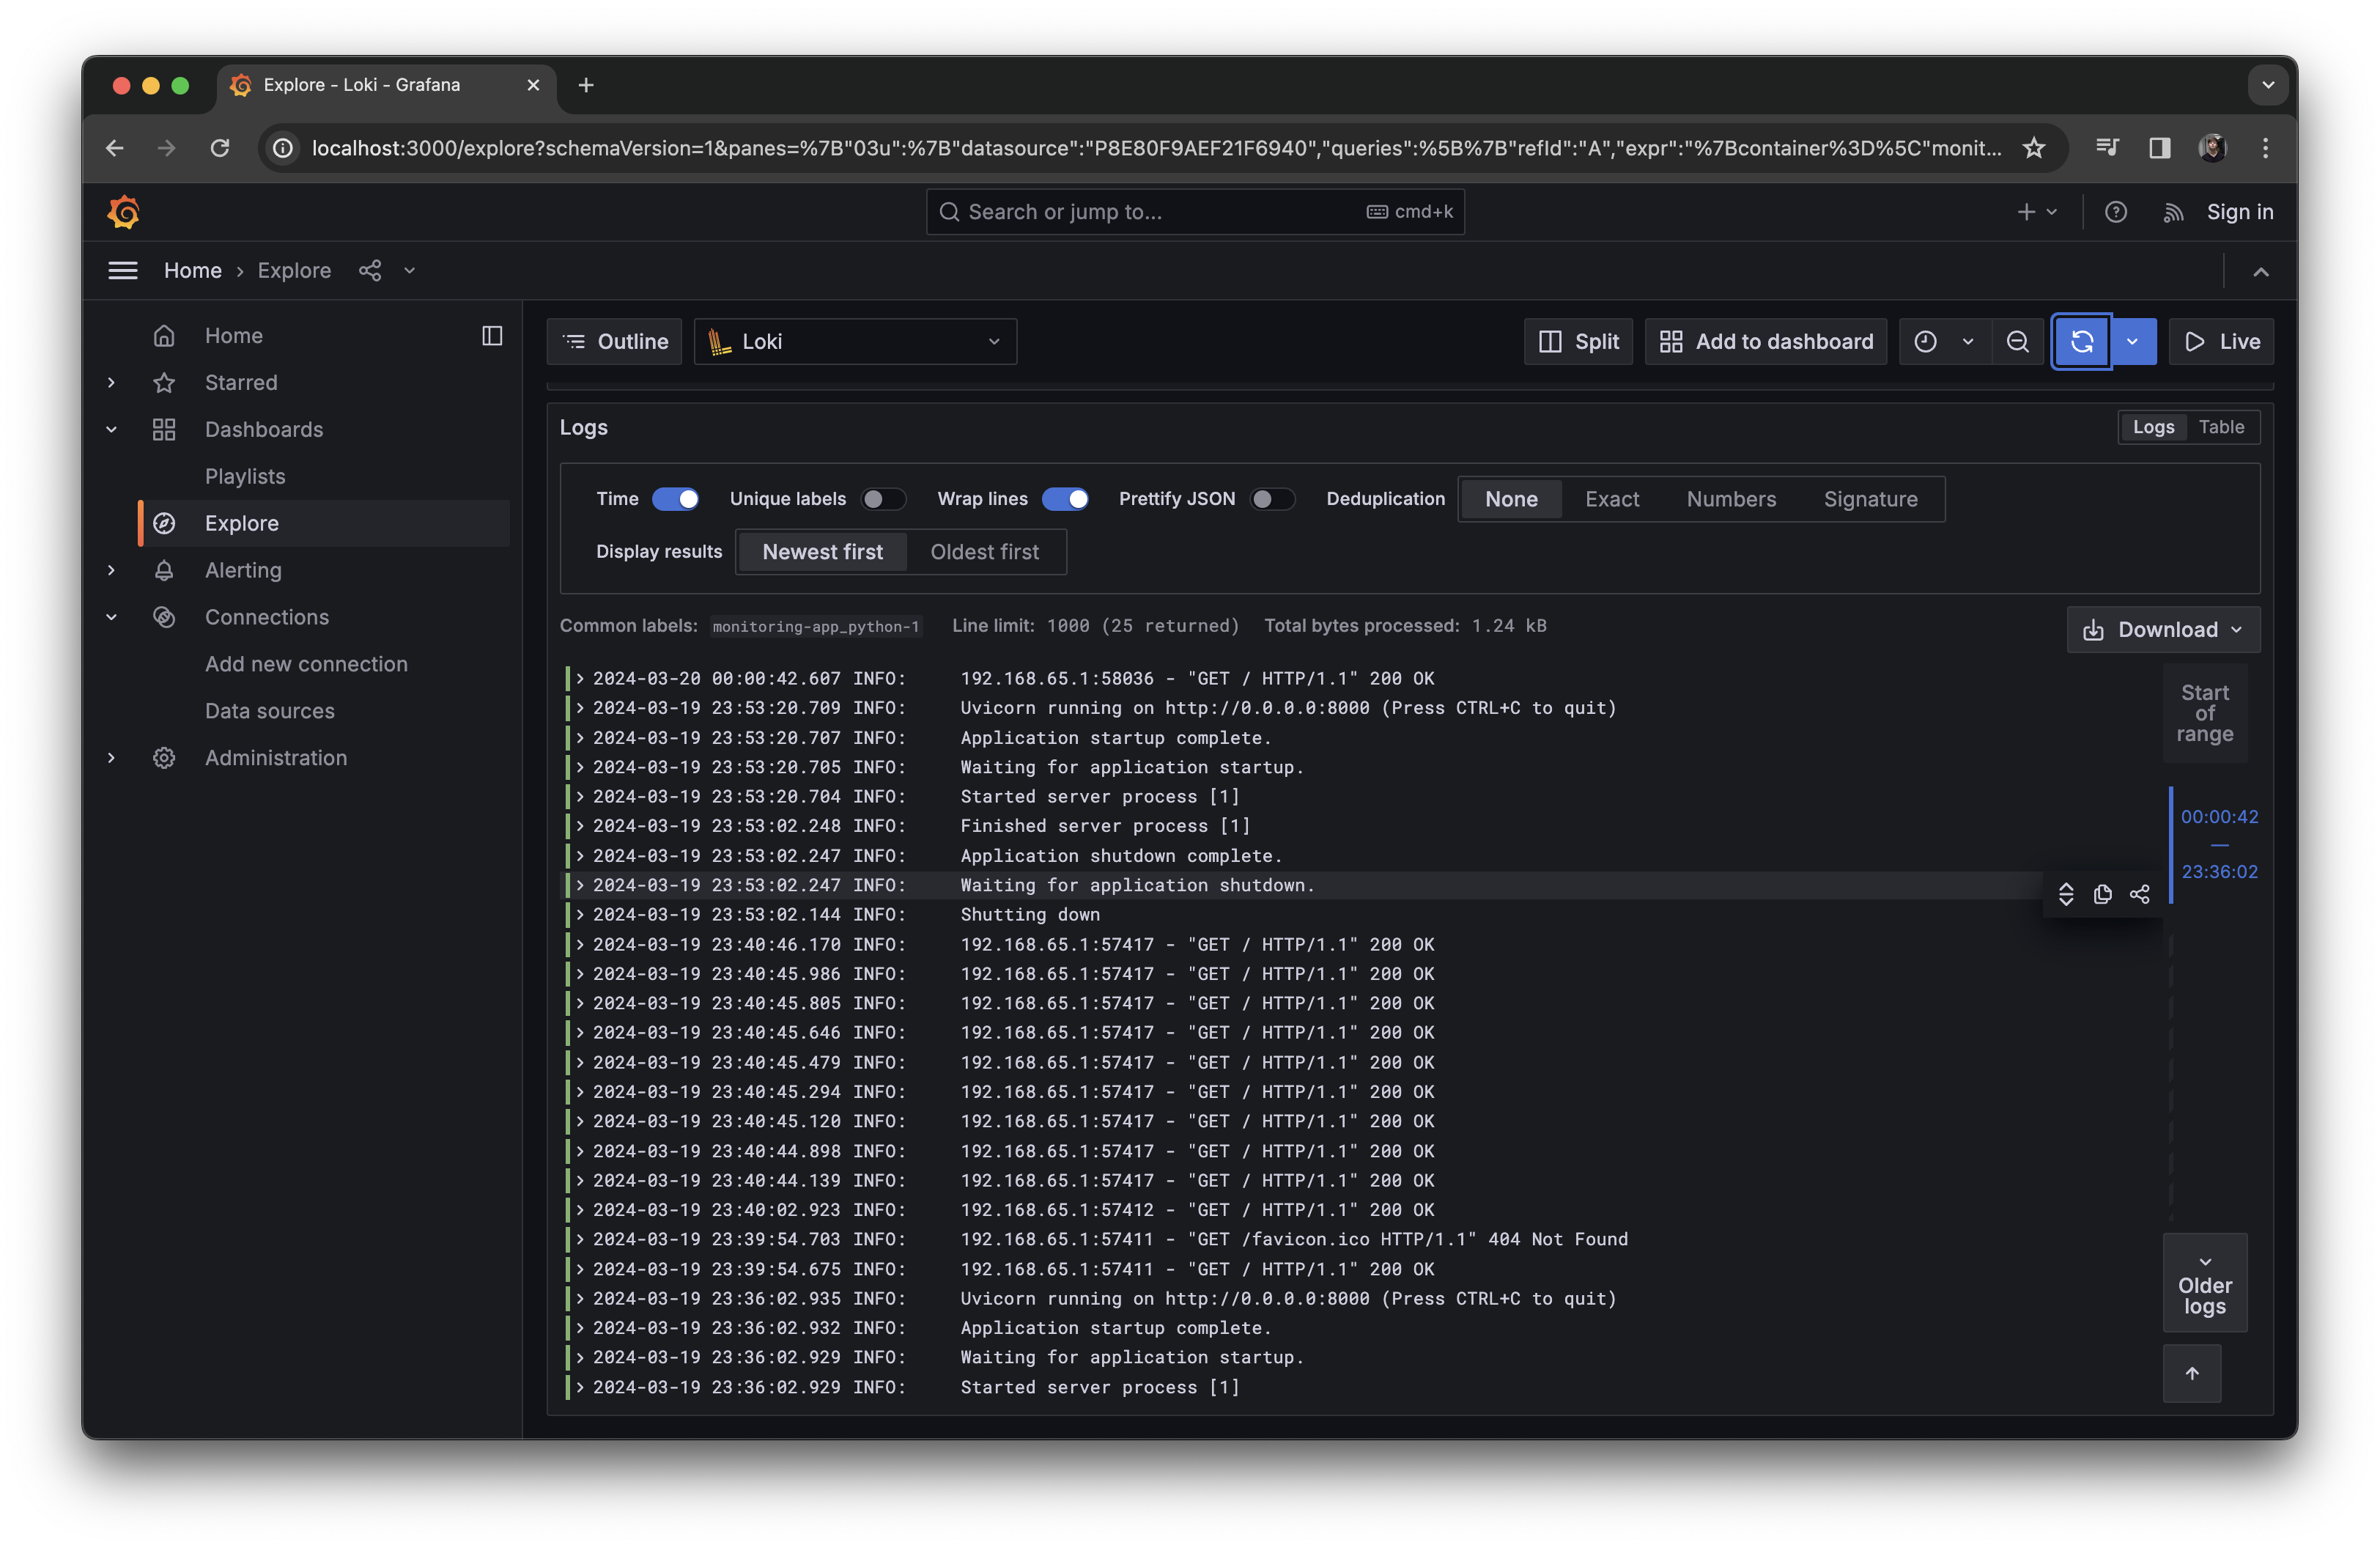 Explore - Loki - Grafana
localhost:3000/explore?schemaVersion=1&panes=%7B"03u":%7B"datasource":"P8E80F9AEF21F6940","queries":%5B%7B"refId":"A","expr":"%7Bcontainer%3D%5C"monit...
Search or jump to... cmd+k
Sign in
Home › Explore
Home
Starred
Dashboards
Playlists
Explore
Alerting
Connections
Add new connection
Data sources
Administration
Outline Loki Split Add to dashboard Live
Logs Logs Table
Time Unique labels Wrap lines Prettify JSON Deduplication None Exact Numbers Signature
Display results Newest first Oldest first
Common labels: monitoring-app_python-1 Line limit: 1000 (25 returned) Total bytes processed: 1.24 kB
Download
2024-03-20 00:00:42.607 INFO: 192.168.65.1:58036 - "GET / HTTP/1.1" 200 OK
2024-03-19 23:53:20.709 INFO: Uvicorn running on http://0.0.0.0:8000 (Press CTRL+C to quit)
2024-03-19 23:53:20.707 INFO: Application startup complete.
2024-03-19 23:53:20.705 INFO: Waiting for application startup.
2024-03-19 23:53:20.704 INFO: Started server process [1]
2024-03-19 23:53:02.248 INFO: Finished server process [1]
2024-03-19 23:53:02.247 INFO: Application shutdown complete.
2024-03-19 23:53:02.247 INFO: Waiting for application shutdown.
2024-03-19 23:53:02.144 INFO: Shutting down
2024-03-19 23:40:46.170 INFO: 192.168.65.1:57417 - "GET / HTTP/1.1" 200 OK
2024-03-19 23:40:45.986 INFO: 192.168.65.1:57417 - "GET / HTTP/1.1" 200 OK
2024-03-19 23:40:45.805 INFO: 192.168.65.1:57417 - "GET / HTTP/1.1" 200 OK
2024-03-19 23:40:45.646 INFO: 192.168.65.1:57417 - "GET / HTTP/1.1" 200 OK
2024-03-19 23:40:45.479 INFO: 192.168.65.1:57417 - "GET / HTTP/1.1" 200 OK
2024-03-19 23:40:45.294 INFO: 192.168.65.1:57417 - "GET / HTTP/1.1" 200 OK
2024-03-19 23:40:45.120 INFO: 192.168.65.1:57417 - "GET / HTTP/1.1" 200 OK
2024-03-19 23:40:44.898 INFO: 192.168.65.1:57417 - "GET / HTTP/1.1" 200 OK
2024-03-19 23:40:44.139 INFO: 192.168.65.1:57417 - "GET / HTTP/1.1" 200 OK
2024-03-19 23:40:02.923 INFO: 192.168.65.1:57412 - "GET / HTTP/1.1" 200 OK
2024-03-19 23:39:54.703 INFO: 192.168.65.1:57411 - "GET /favicon.ico HTTP/1.1" 404 Not Found
2024-03-19 23:39:54.675 INFO: 192.168.65.1:57411 - "GET / HTTP/1.1" 200 OK
2024-03-19 23:36:02.935 INFO: Uvicorn running on http://0.0.0.0:8000 (Press CTRL+C to quit)
2024-03-19 23:36:02.932 INFO: Application startup complete.
2024-03-19 23:36:02.929 INFO: Waiting for application startup.
2024-03-19 23:36:02.929 INFO: Started server process [1]
Start
of
range
00:00:42
—
23:36:02
Older
logs